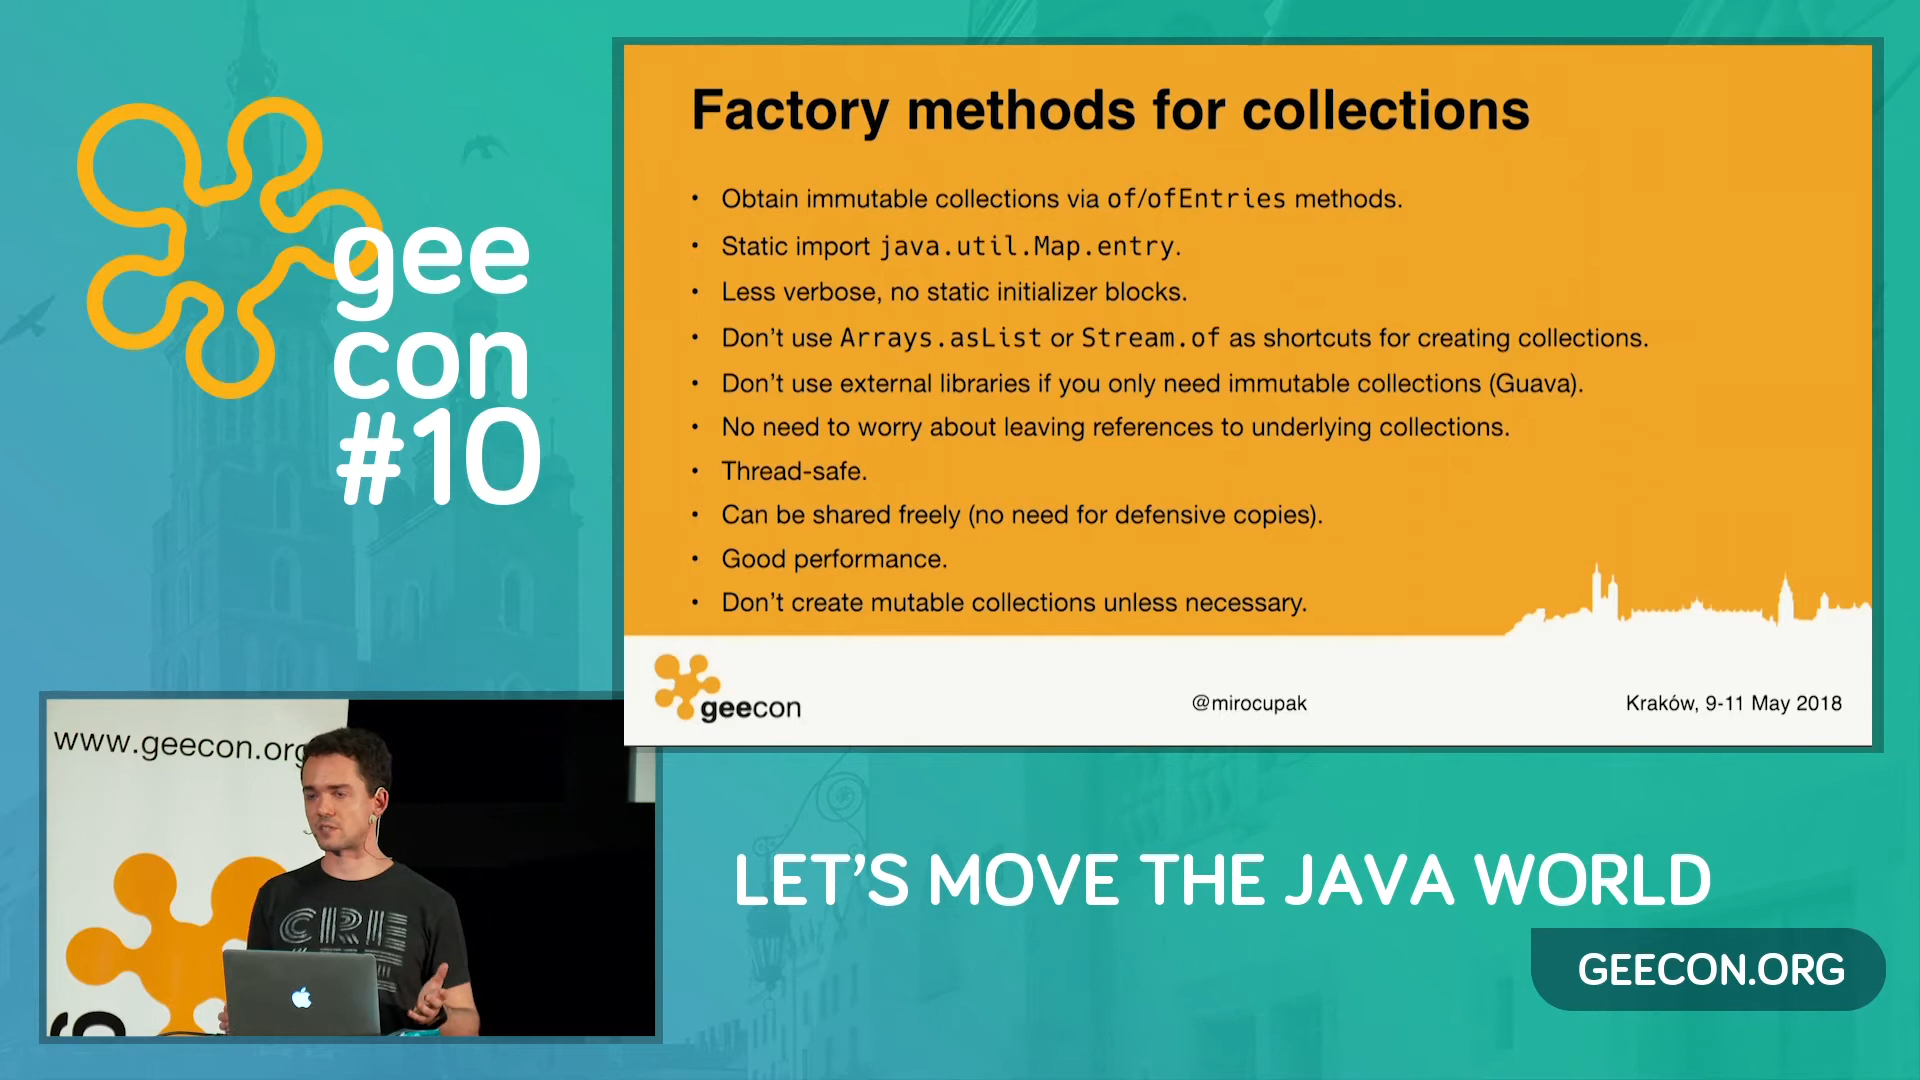 gee
con
#10
Factory methods for collections
• Obtain immutable collections via of/ofEntries methods.
• Static import java.util.Map.entry.
• Less verbose, no static initializer blocks.
• Don’t use Arrays.asList or Stream.of as shortcuts for creating collections.
• Don’t use external libraries if you only need immutable collections (Guava).
• No need to worry about leaving references to underlying collections.
• Thread-safe.
• Can be shared freely (no need for defensive copies).
• Good performance.
• Don’t create mutable collections unless necessary.
geecon
@mirocupak
Kraków, 9-11 May 2018
www.geecon.org
CRE
LET’S MOVE THE JAVA WORLD
GEECON.ORG